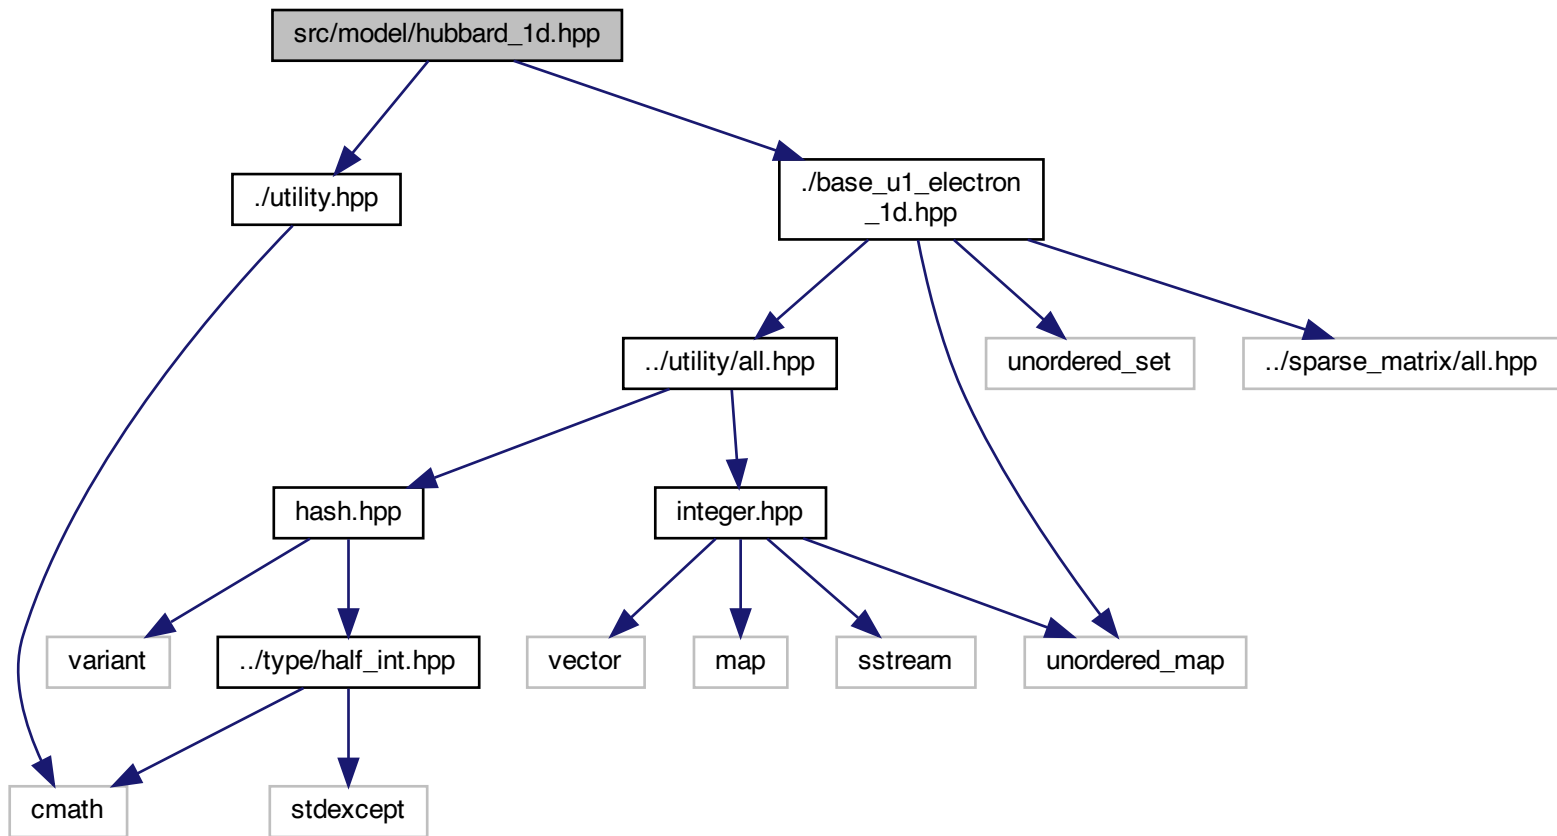 src/model/hubbard_1d.hpp
./utility.hpp
./base_u1_electron
_1d.hpp
../utility/all.hpp
unordered_set
../sparse_matrix/all.hpp
hash.hpp
integer.hpp
variant
../type/half_int.hpp
vector
map
sstream
unordered_map
cmath
stdexcept